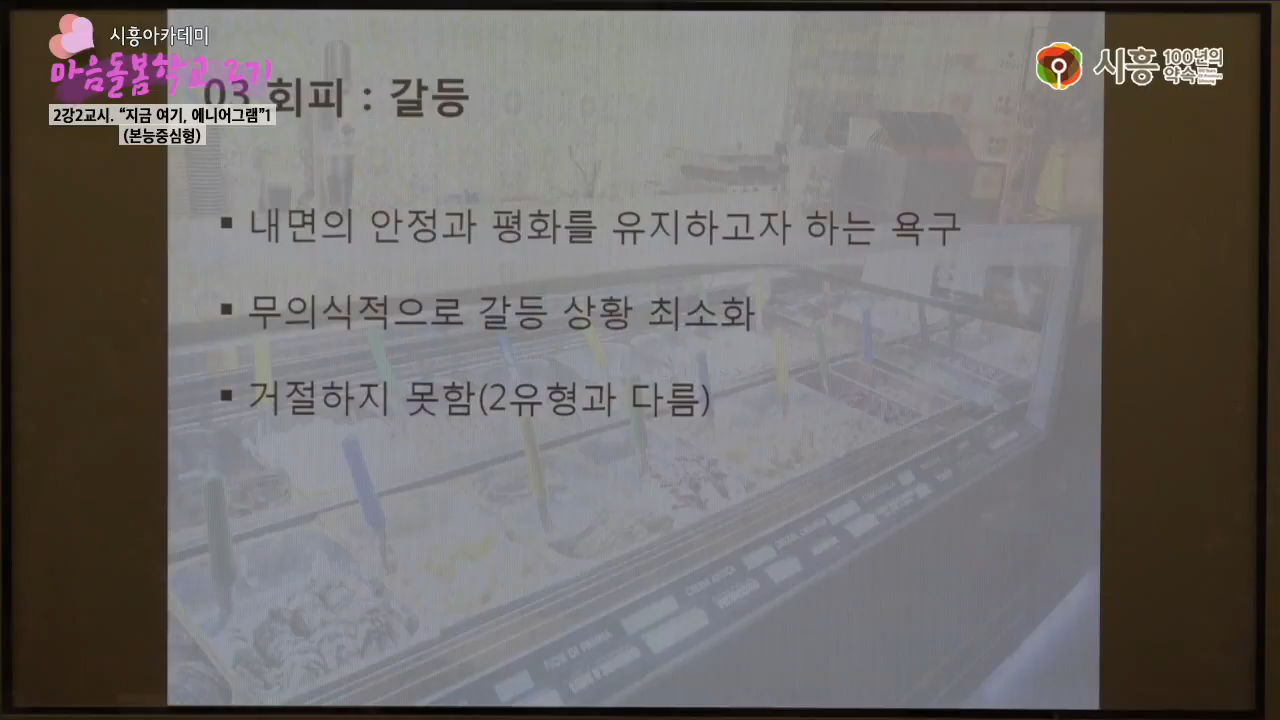 시흥아카데미
마음돌봄학교 2기
2강2교시. "지금 여기, 에니어그램"1
(본능중심형)
시흥 100년의
약속
03 회피 : 갈등
▪ 내면의 안정과 평화를 유지하고자 하는 욕구
▪ 무의식적으로 갈등 상황 최소화
▪ 거절하지 못함(2유형과 다름)